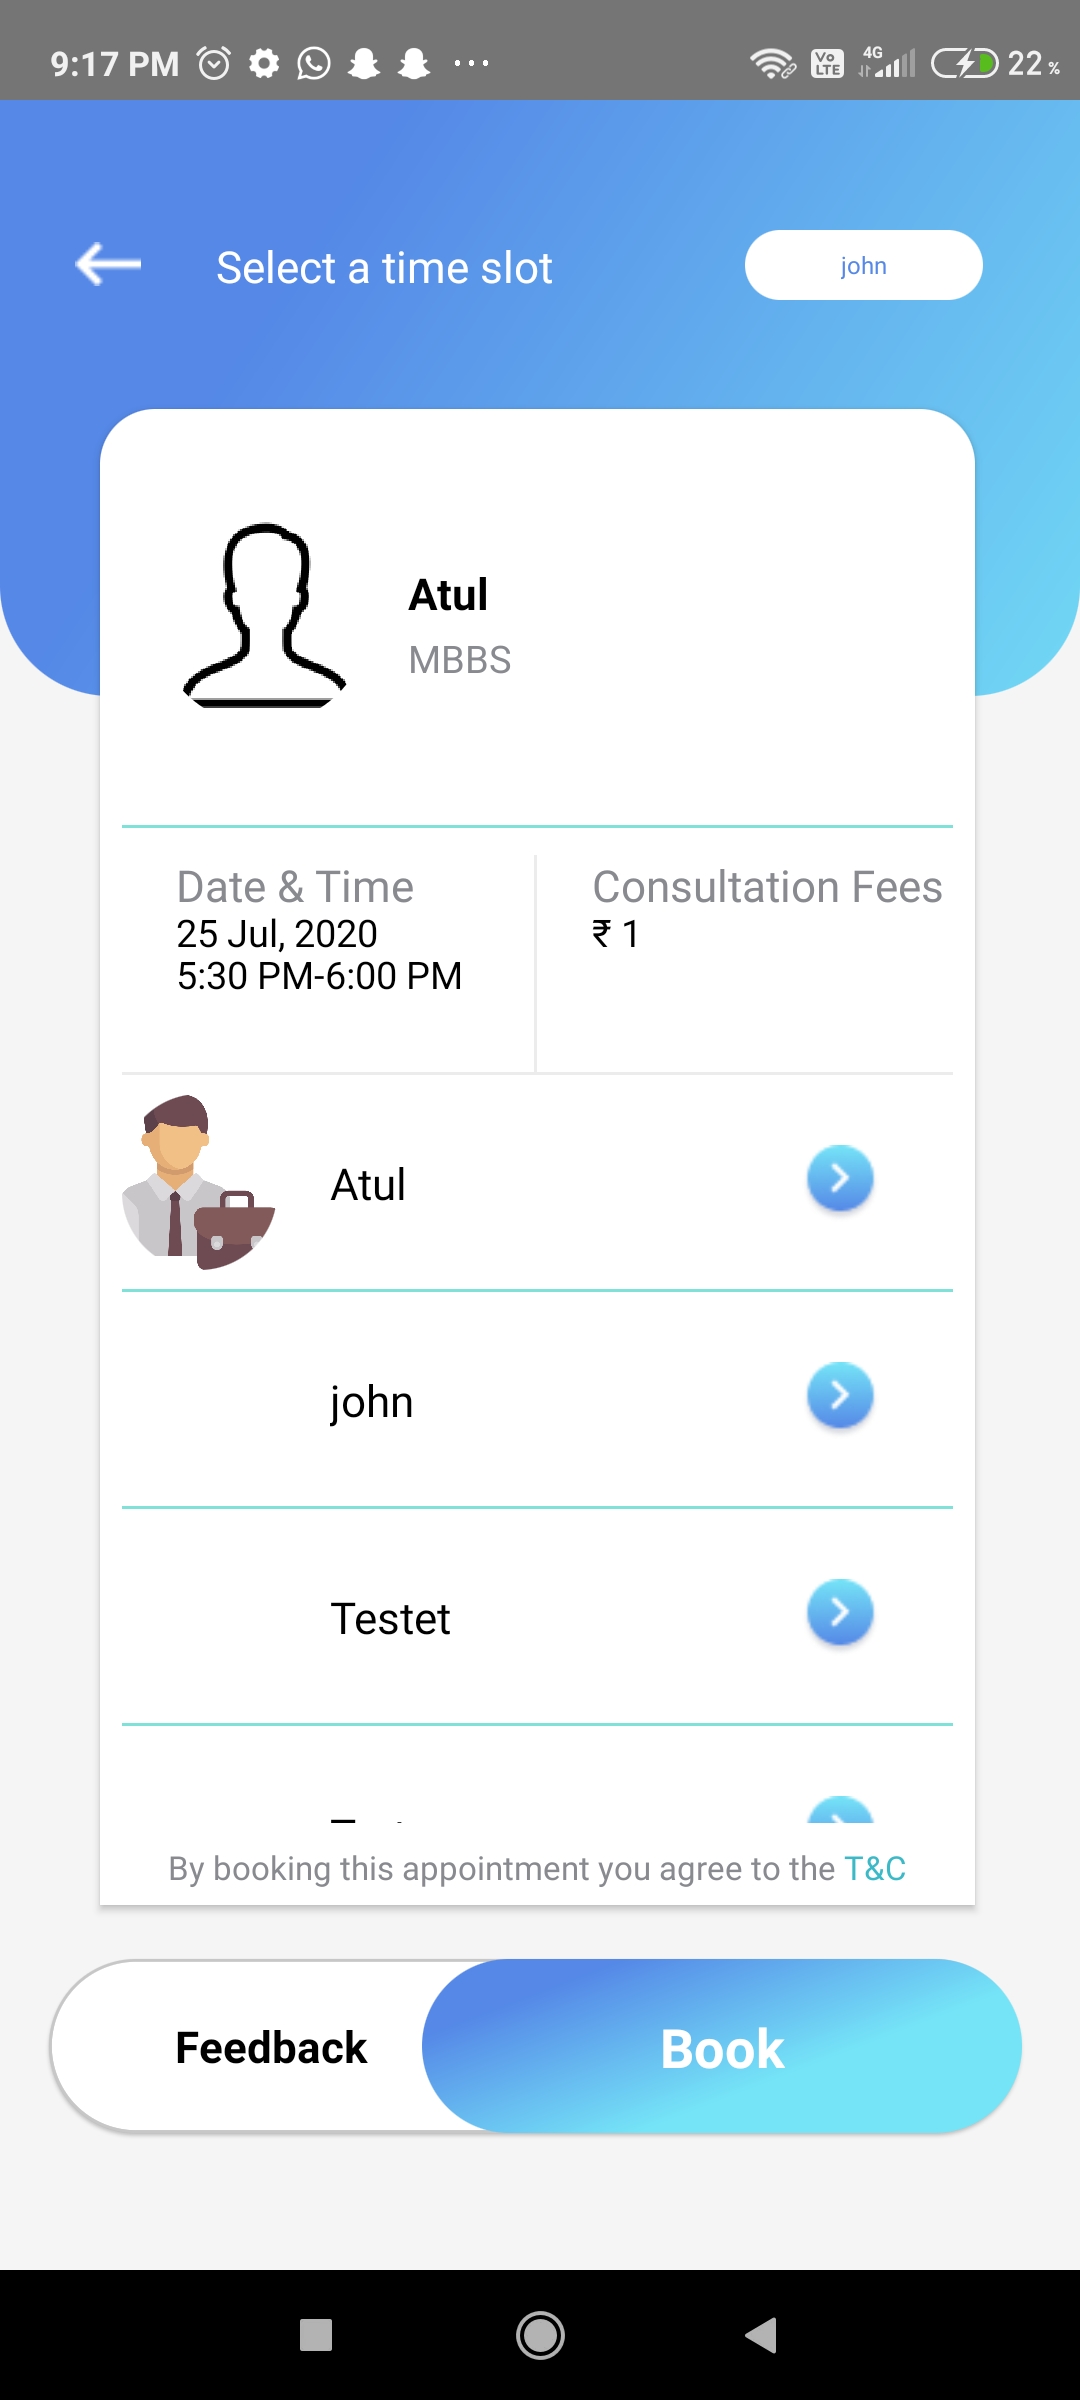 9:17 PM
Vo LTE
4G
22 %
Select a time slot
john
Atul
MBBS
Date & Time
25 Jul, 2020
5:30 PM-6:00 PM
Consultation Fees
₹ 1
Atul
john
Testet
By booking this appointment you agree to the T&C
Feedback
Book